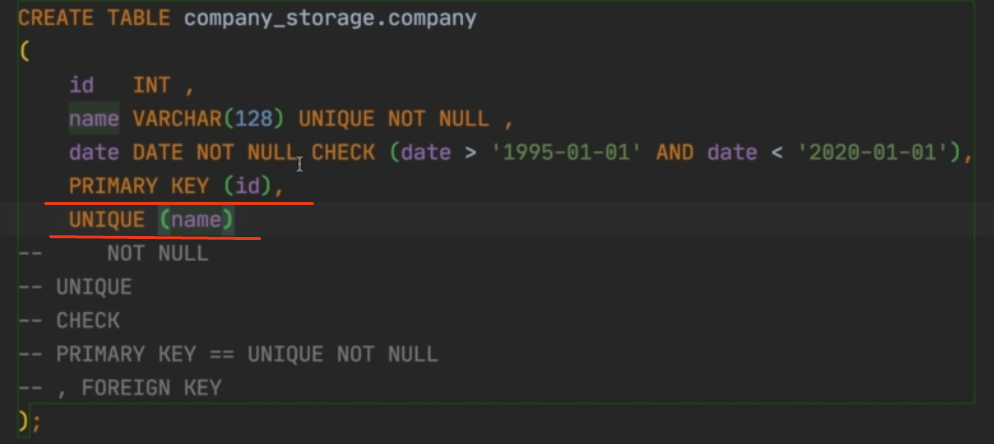 CREATE TABLE company_storage.company
(
id INT ,
name VARCHAR(128) UNIQUE NOT NULL ,
date DATE NOT NULL CHECK (date > '1995-01-01' AND date < '2020-01-01'),
PRIMARY KEY (id),
UNIQUE (name)
-- NOT NULL
-- UNIQUE
-- CHECK
-- PRIMARY KEY == UNIQUE NOT NULL
-- , FOREIGN KEY
);